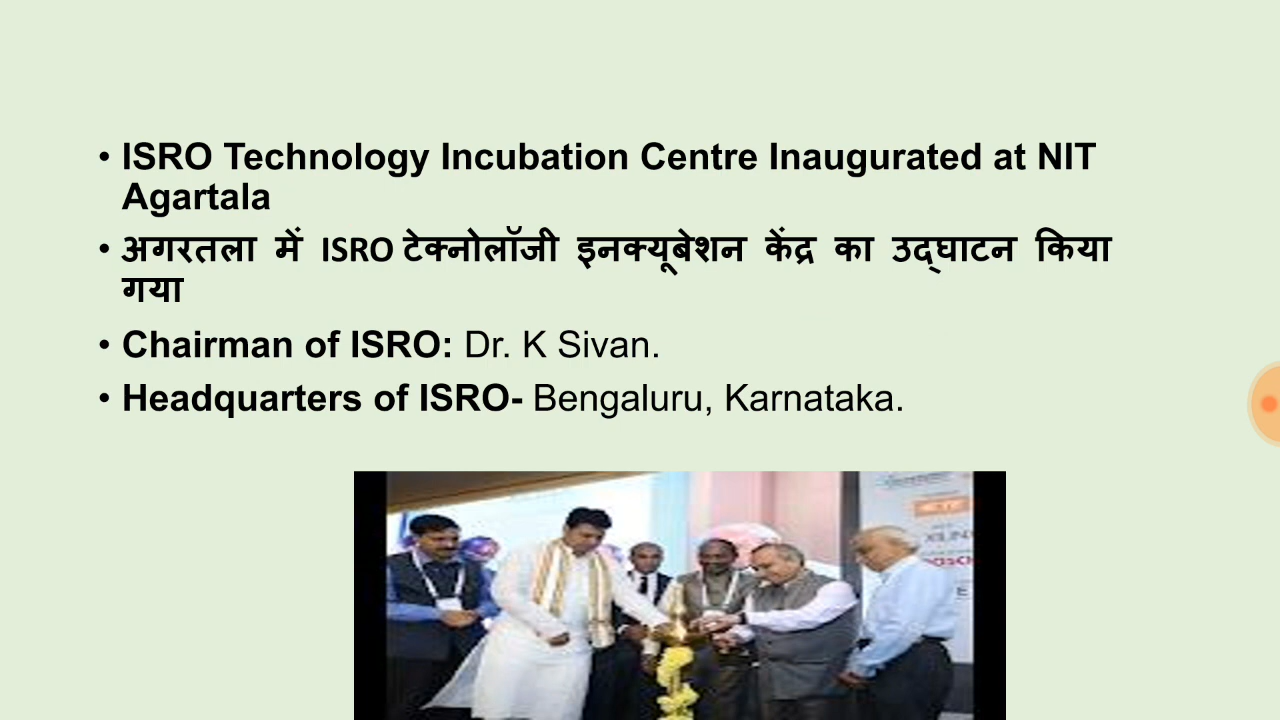 • ISRO Technology Incubation Centre Inaugurated at NIT
Agartala
• अगरतला में ISRO टेक्नोलॉजी इनक्यूबेशन केंद्र का उद्घाटन किया
गया
• Chairman of ISRO: Dr. K Sivan.
• Headquarters of ISRO- Bengaluru, Karnataka.